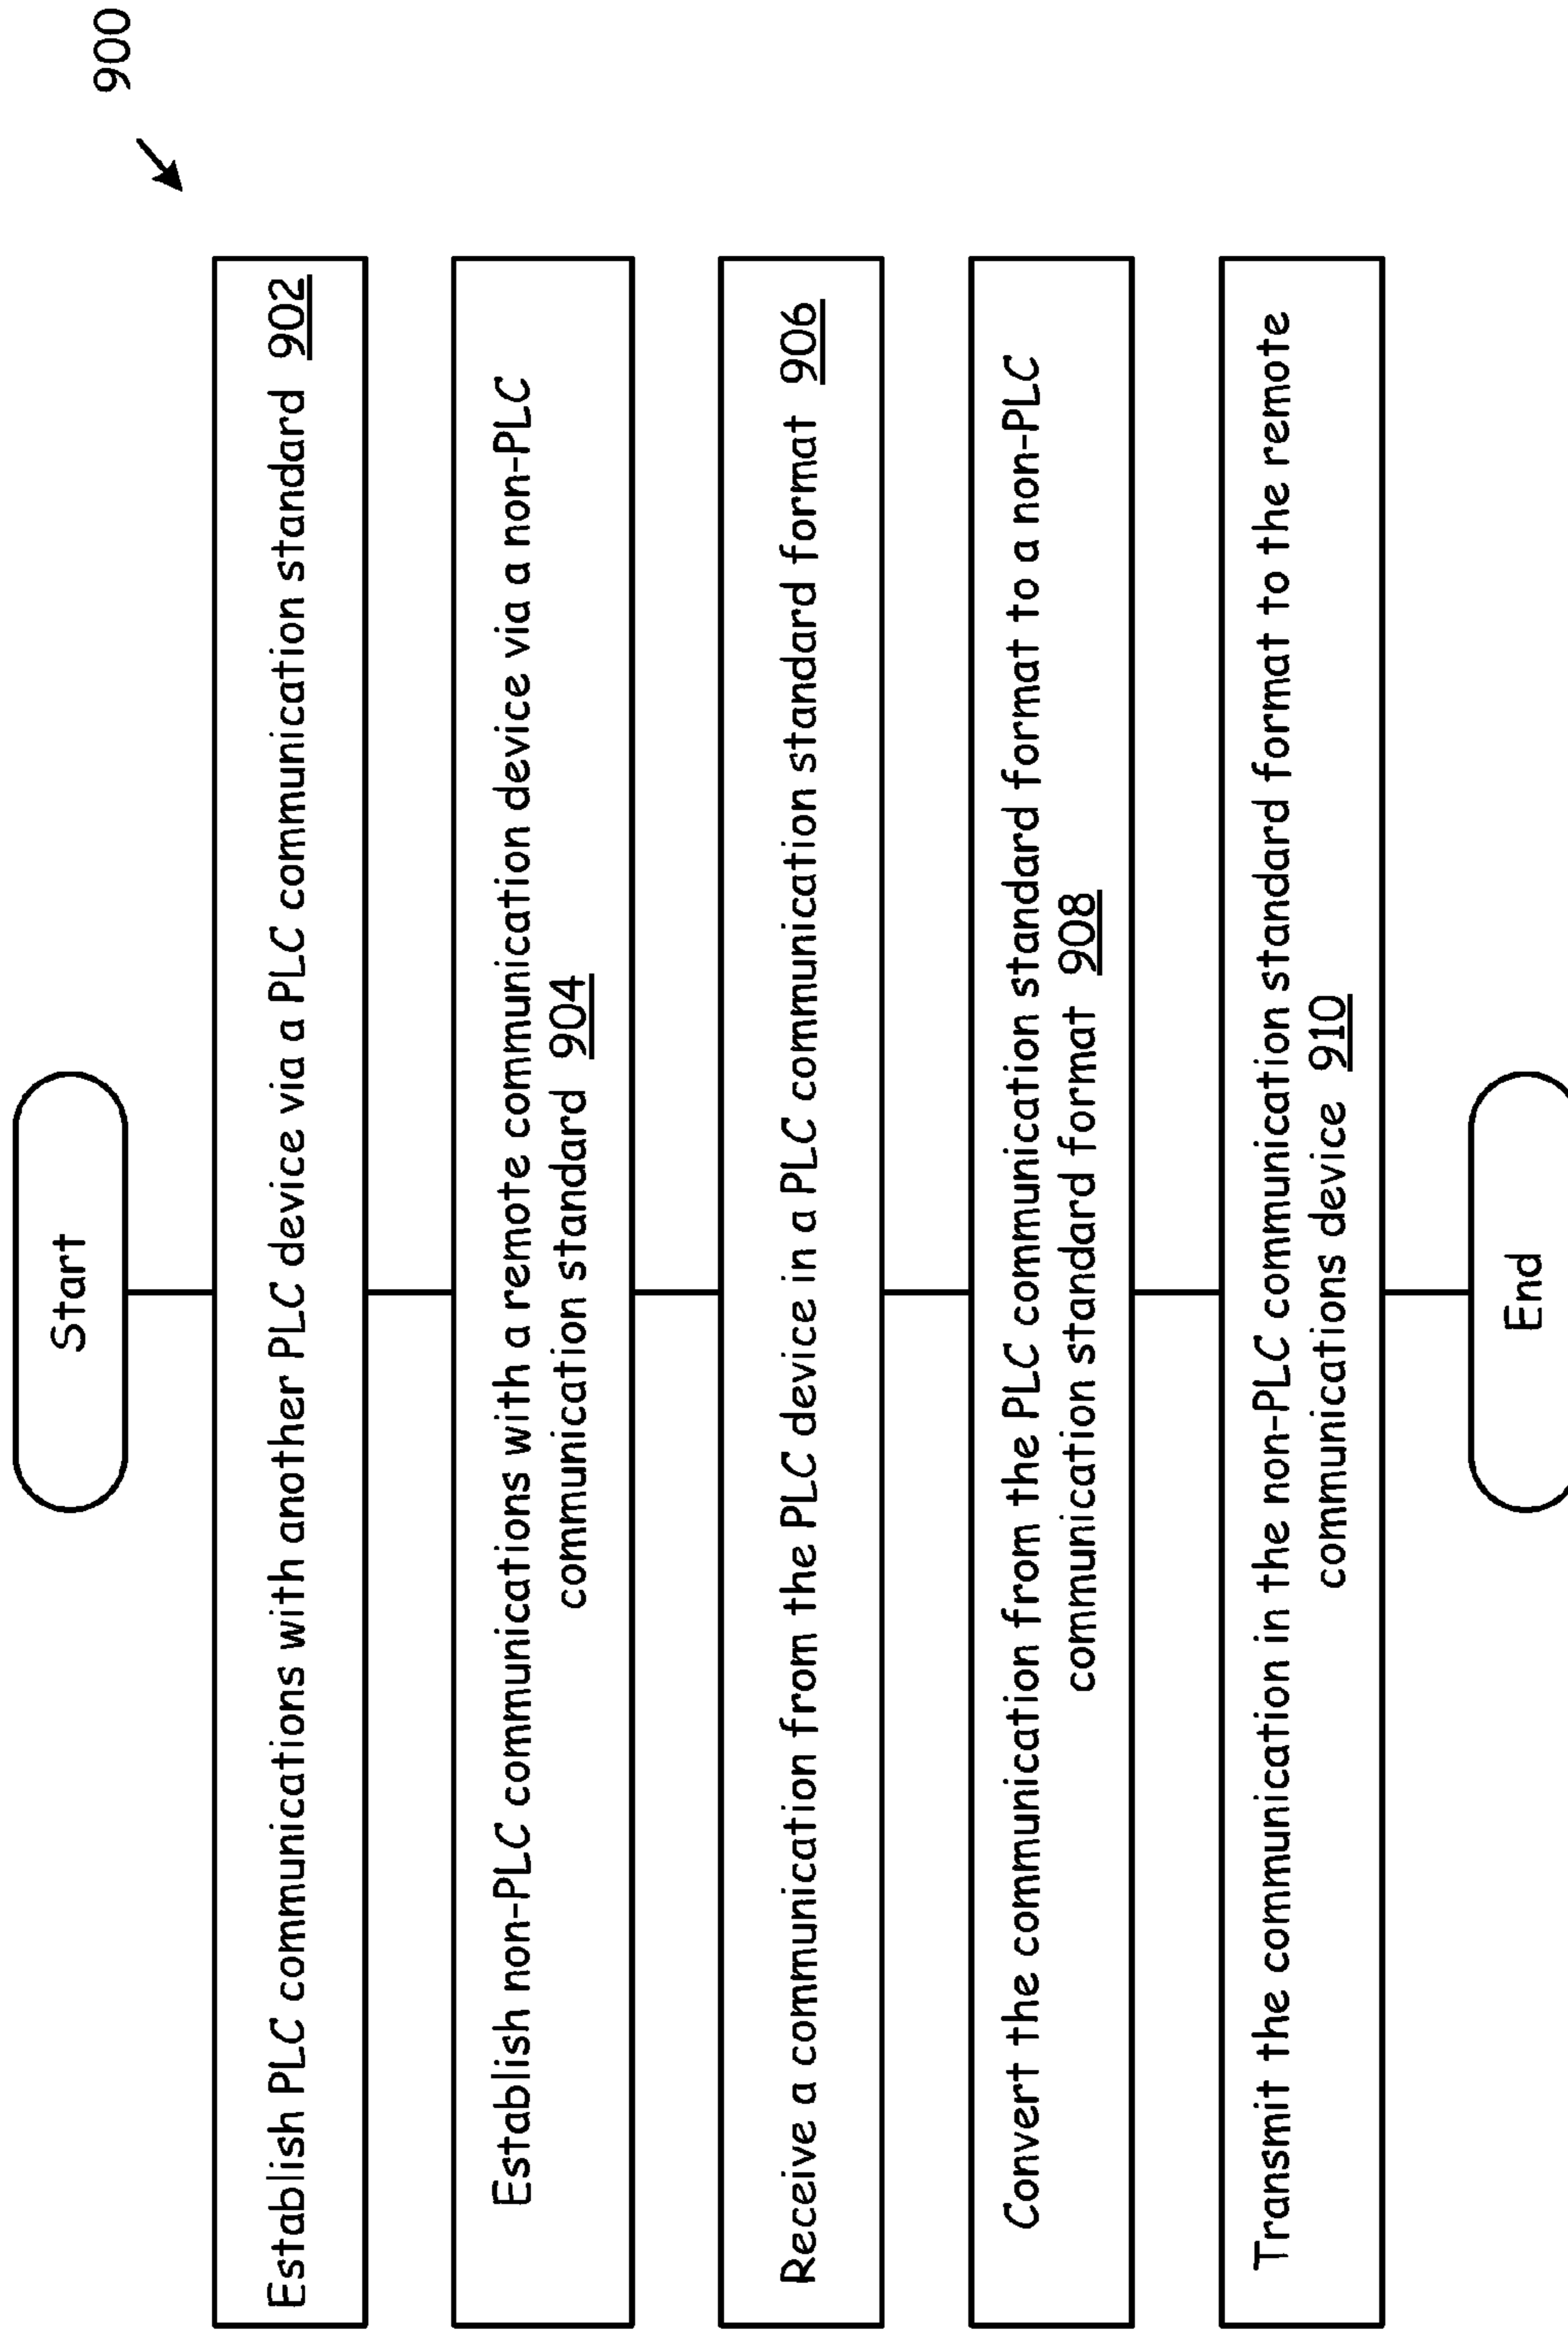 900
Start
Establish PLC communications with another PLC device via a PLC communication standard 902
Establish non-PLC communications with a remote communication device via a non-PLC
communication standard 904
Receive a communication from the PLC device in a PLC communication standard format 906
Convert the communication from the PLC communication standard format to a non-PLC
communication standard format 908
Transmit the communication in the non-PLC communication standard format to the remote
communications device 910
End